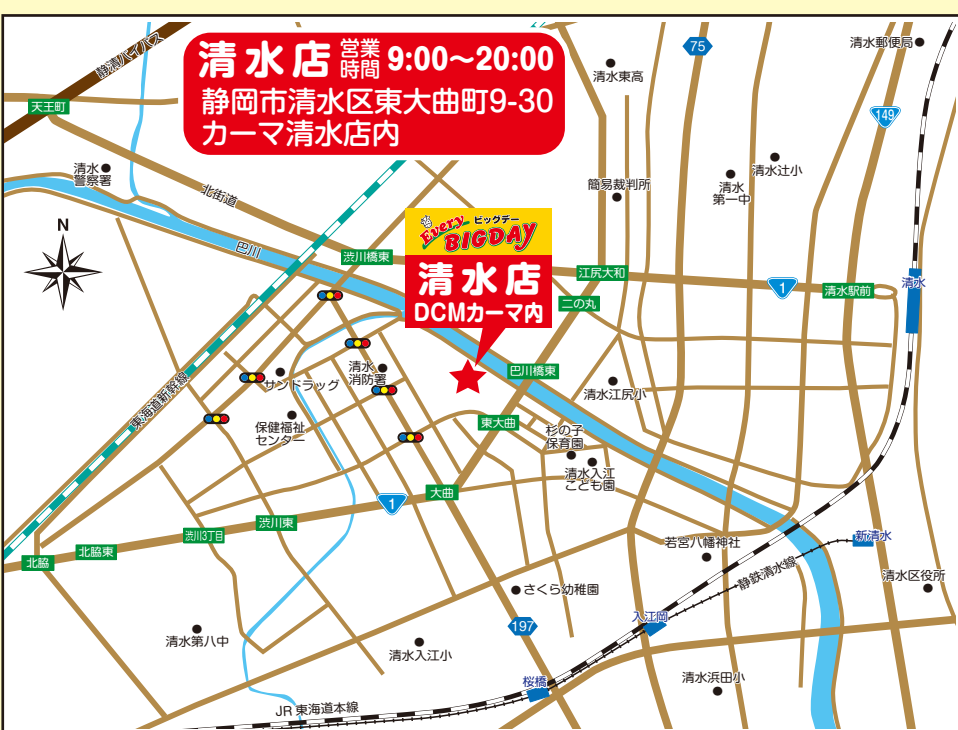 清水店 営業時間 9:00〜20:00
静岡市清水区東大曲町9-30
カーマ清水店内
静清バイパス
天王町
清水
警察署
北街道
巴川
N
渋川橋東
東海道新幹線
75
清水東高
清水郵便局
149
簡易裁判所
清水
第一中
清水辻小
Every ビッグデー
BIGDAY
清水店
DCMカーマ内
江尻大和
1
清水駅前
清水
二の丸
巴川橋東
清水江尻小
サンドラッグ
清水
消防署
保健福祉
センター
東大曲
杉の子
保育園
清水入江
こども園
大曲
1
渋川東
渋川3丁目
北脇東
北脇
若宮八幡神社
新清水
静鉄清水線
清水区役所
さくら幼稚園
入江岡
197
清水第八中
清水入江小
桜橋
清水浜田小
JR 東海道本線